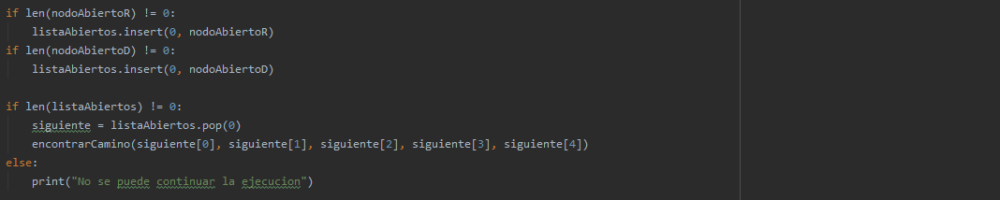 if len(nodoAbiertoR) != 0:
    listaAbiertos.insert(0, nodoAbiertoR)
if len(nodoAbiertoD) != 0:
    listaAbiertos.insert(0, nodoAbiertoD)
if len(listaAbiertos) != 0:
    siguiente = listaAbiertos.pop(0)
    encontrarCamino(siguiente[0], siguiente[1], siguiente[2], siguiente[3], siguiente[4])
else:
    print("No se puede continuar la ejecucion")